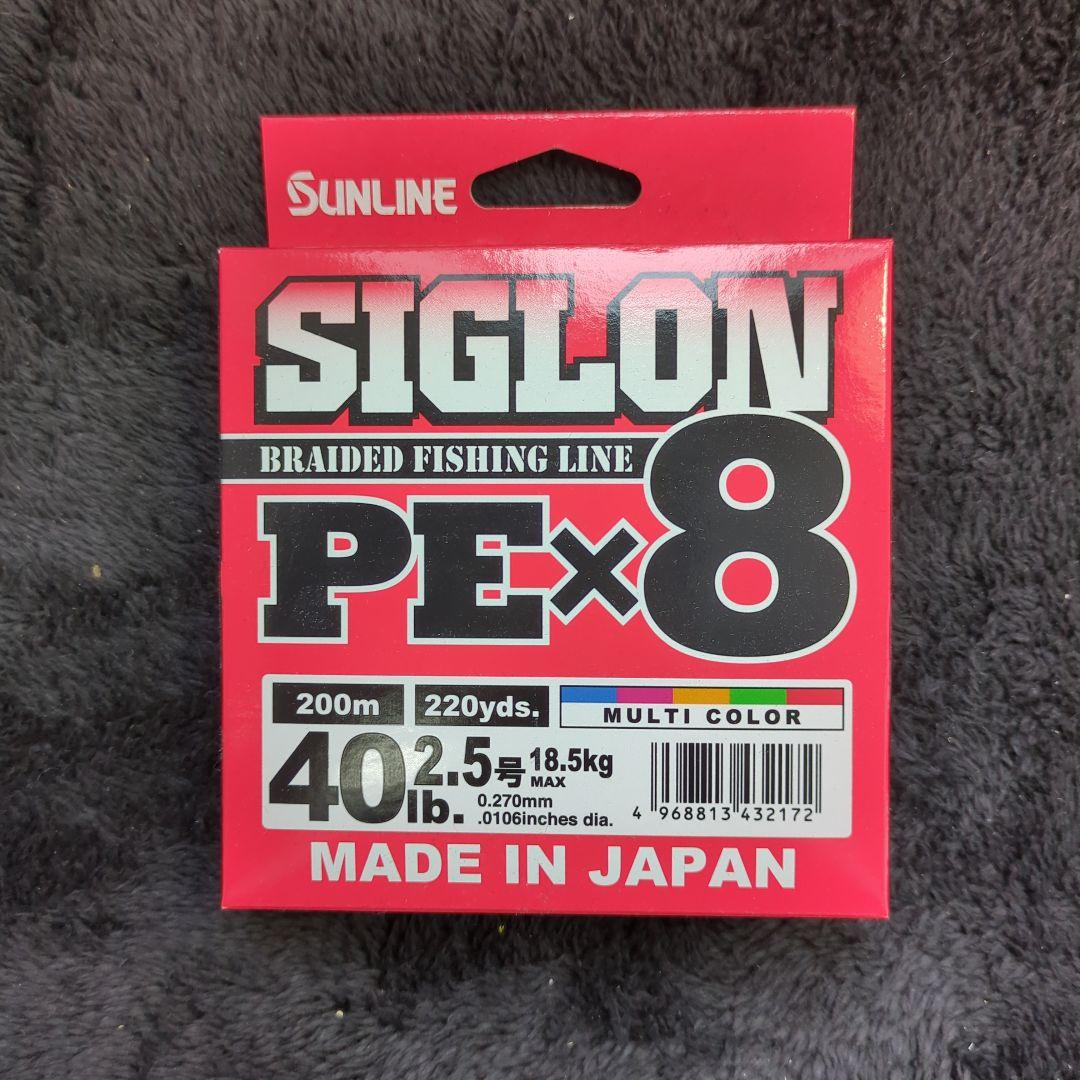 SUNLINE
SIGLON
BRAIDED FISHING LINE
PE×8
200m 220yds. MULTI COLOR
40lb. 2.5号 18.5kg MAX
0.270mm
.0106inches dia.
4 968813 432172
MADE IN JAPAN